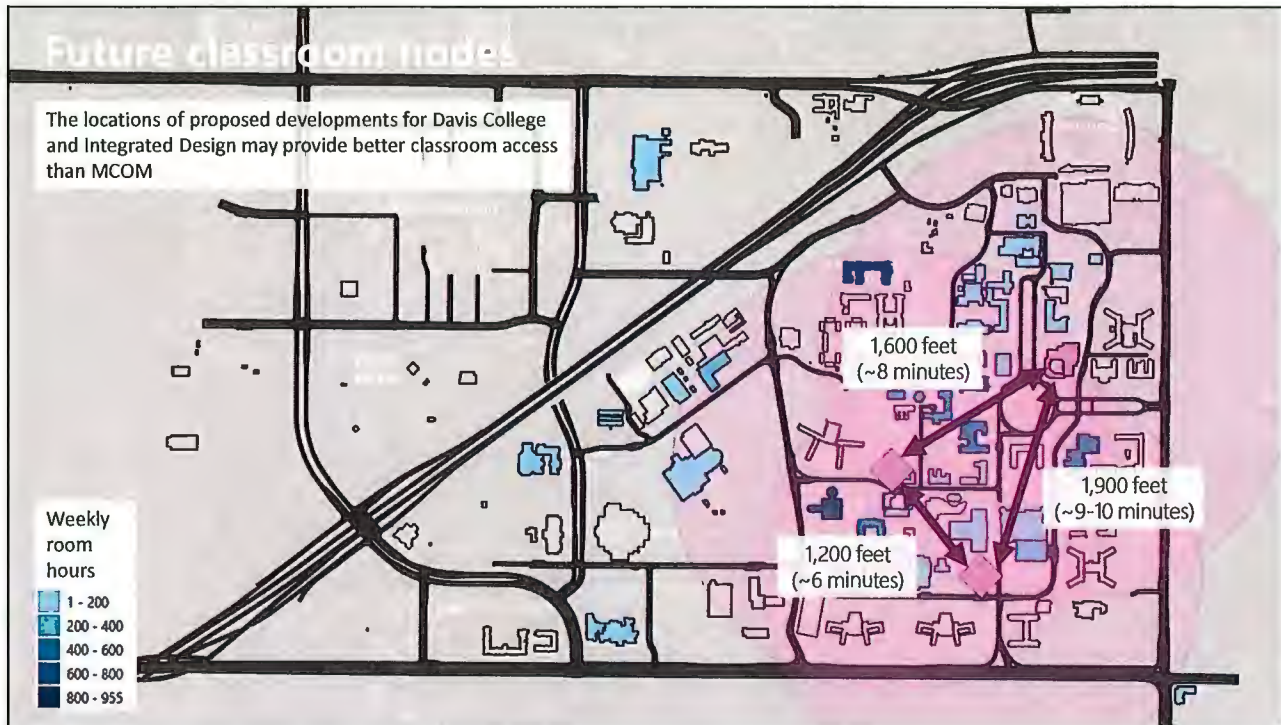 Future classroom nodes
The locations of proposed developments for Davis College
and Integrated Design may provide better classroom access
than MCOM
1,600 feet
(~8 minutes)
1,900 feet
(~9-10 minutes)
1,200 feet
(~6 minutes)
Weekly
room
hours
1 - 200
200 - 400
400 - 600
600 - 800
800 - 955